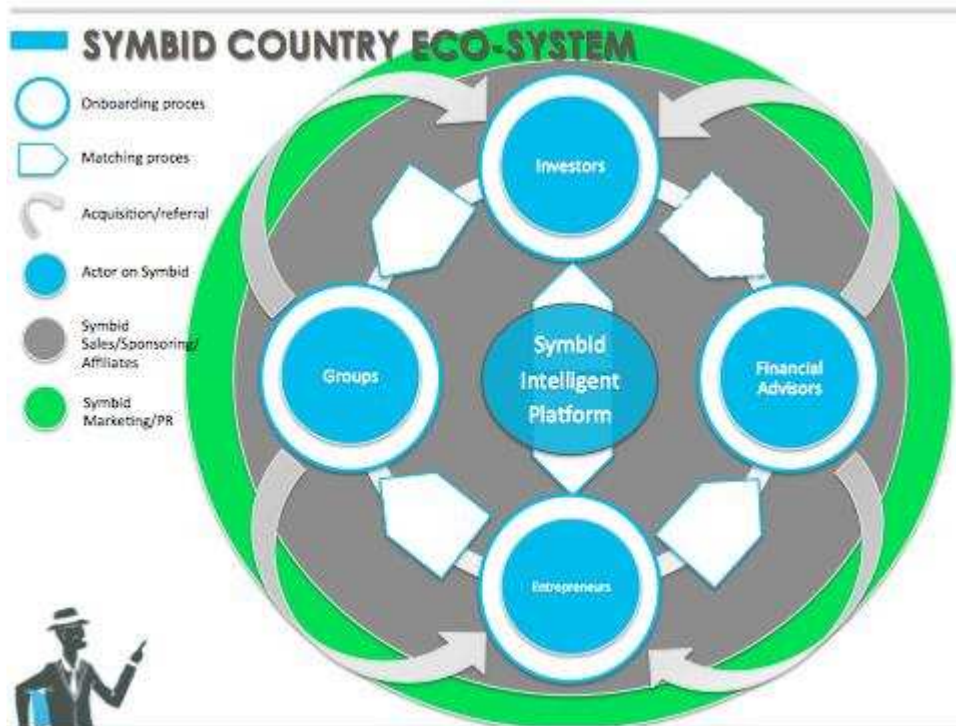 SYMBID COUNTRY ECO-SYSTEM
Onboarding proces
Matching proces
Acquisition/referral
Actor on Symbid
Symbid
Sales/Sponsoring/
Affiliates
Symbid
Marketing/PR
Investors
Groups
Symbid
Intelligent
Platform
Financial
Advisors
Entrepreneurs